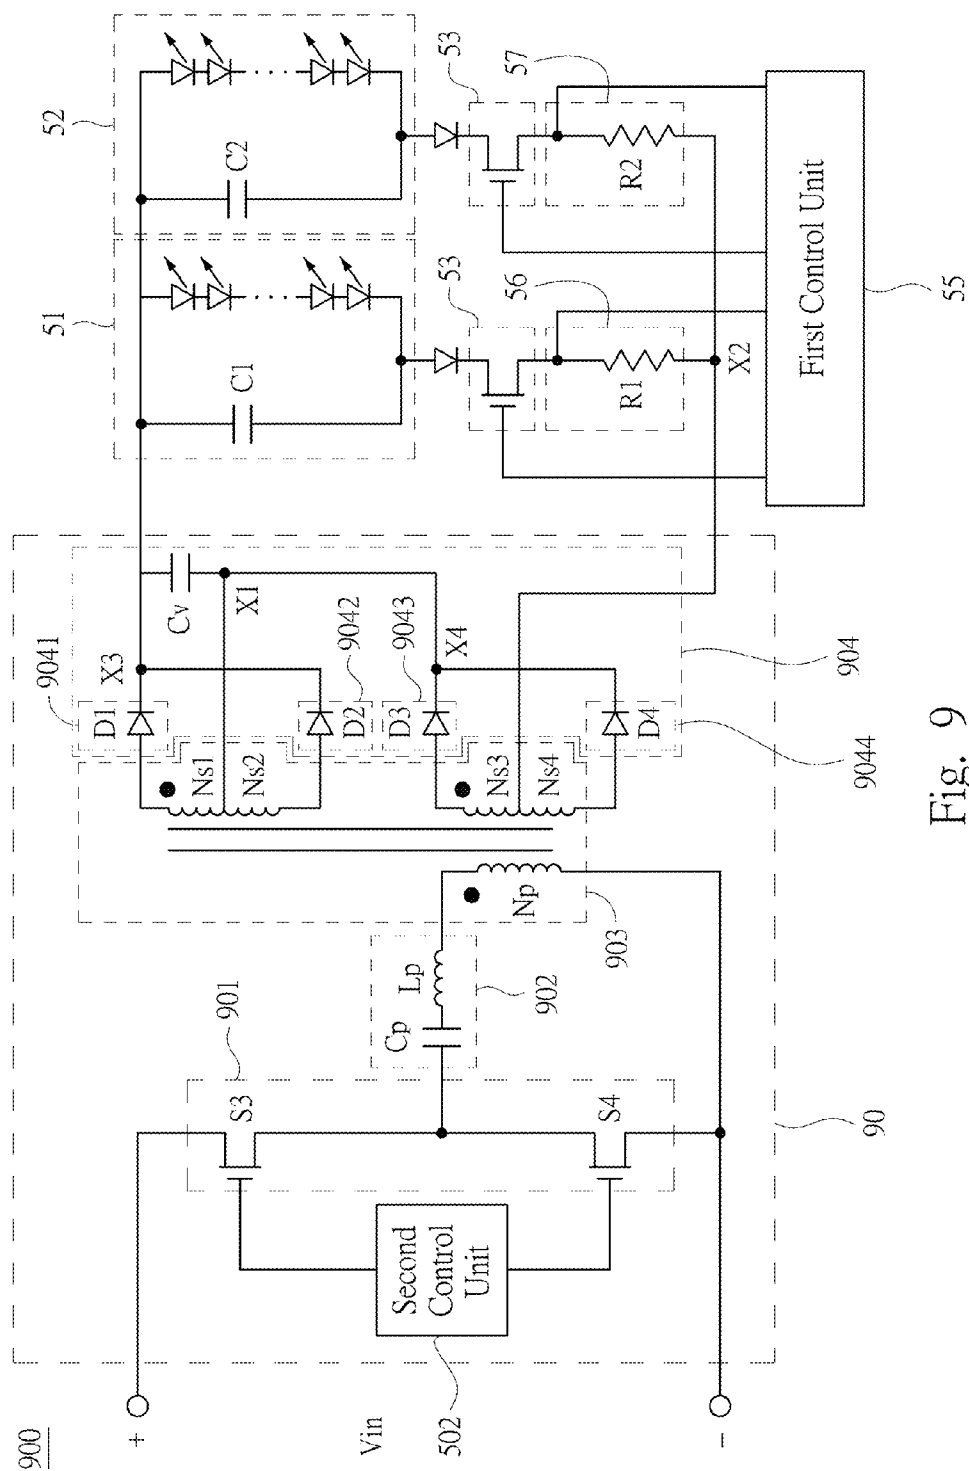 900
+
Vin
−
502
Second
Control
Unit
S3
S4
901
90
Cp
Lp
902
Np
903
Ns1
Ns2
Ns3
Ns4
D1
D2
D3
D4
9041
9042
9043
9044
904
X3
Cv
X1
X4
51
C1
52
C2
53
53
56
R1
57
R2
X2
First Control Unit
55
Fig. 9